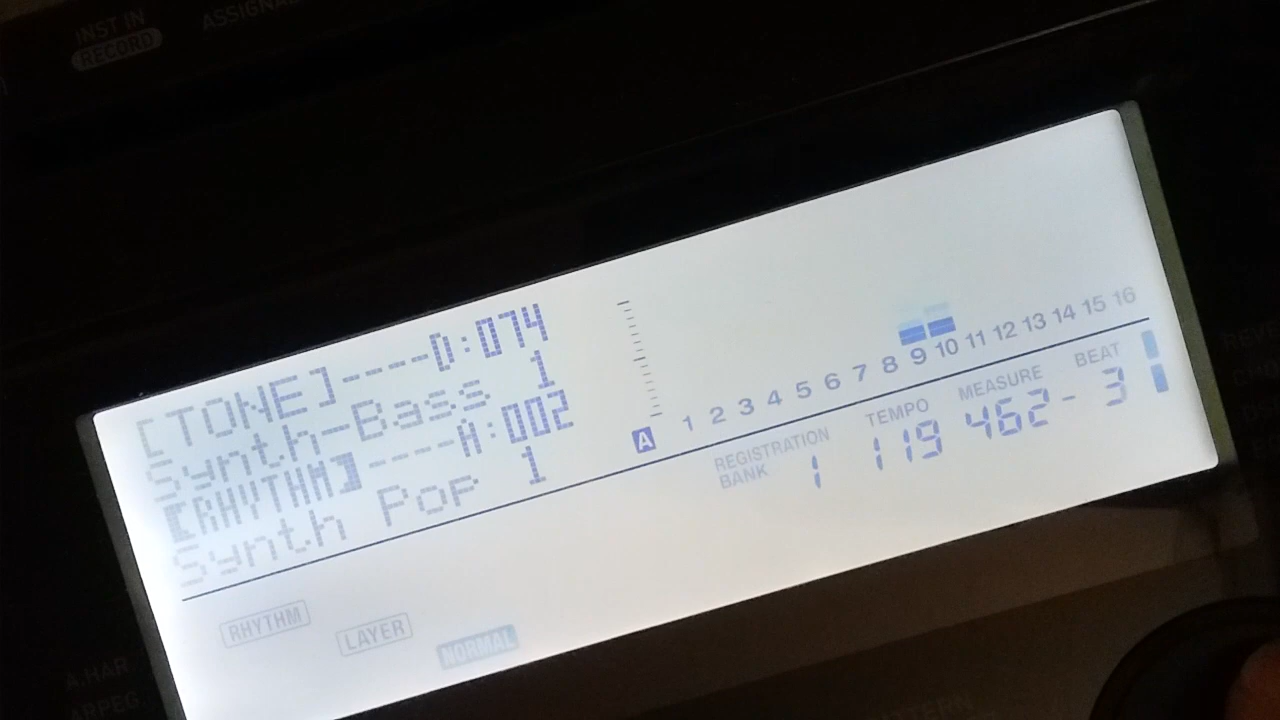 INST IN
RECORD
[TONE]----D:074
Synth-Bass 1
[RHYTHM]----A:002
Synth Pop 1
A 1 2 3 4 5 6 7 8 9 10 11 12 13 14 15 16
REGISTRATION BANK 1
TEMPO 119
MEASURE 462-
BEAT 3
RHYTHM
LAYER
NORMAL
A.HAR
ARPEG